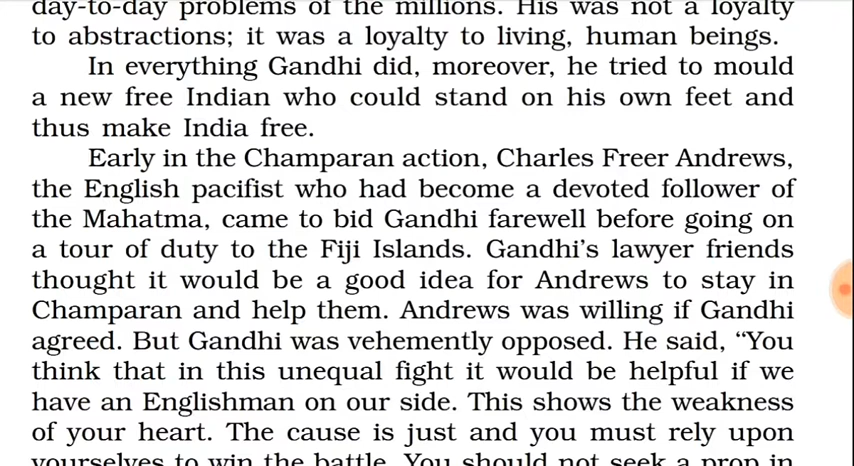 day-to-day problems of the millions. His was not a loyalty
to abstractions; it was a loyalty to living, human beings.
In everything Gandhi did, moreover, he tried to mould
a new free Indian who could stand on his own feet and
thus make India free.
Early in the Champaran action, Charles Freer Andrews,
the English pacifist who had become a devoted follower of
the Mahatma, came to bid Gandhi farewell before going on
a tour of duty to the Fiji Islands. Gandhi’s lawyer friends
thought it would be a good idea for Andrews to stay in
Champaran and help them. Andrews was willing if Gandhi
agreed. But Gandhi was vehemently opposed. He said, “You
think that in this unequal fight it would be helpful if we
have an Englishman on our side. This shows the weakness
of your heart. The cause is just and you must rely upon
yourselves to win the battle. You should not seek a prop in